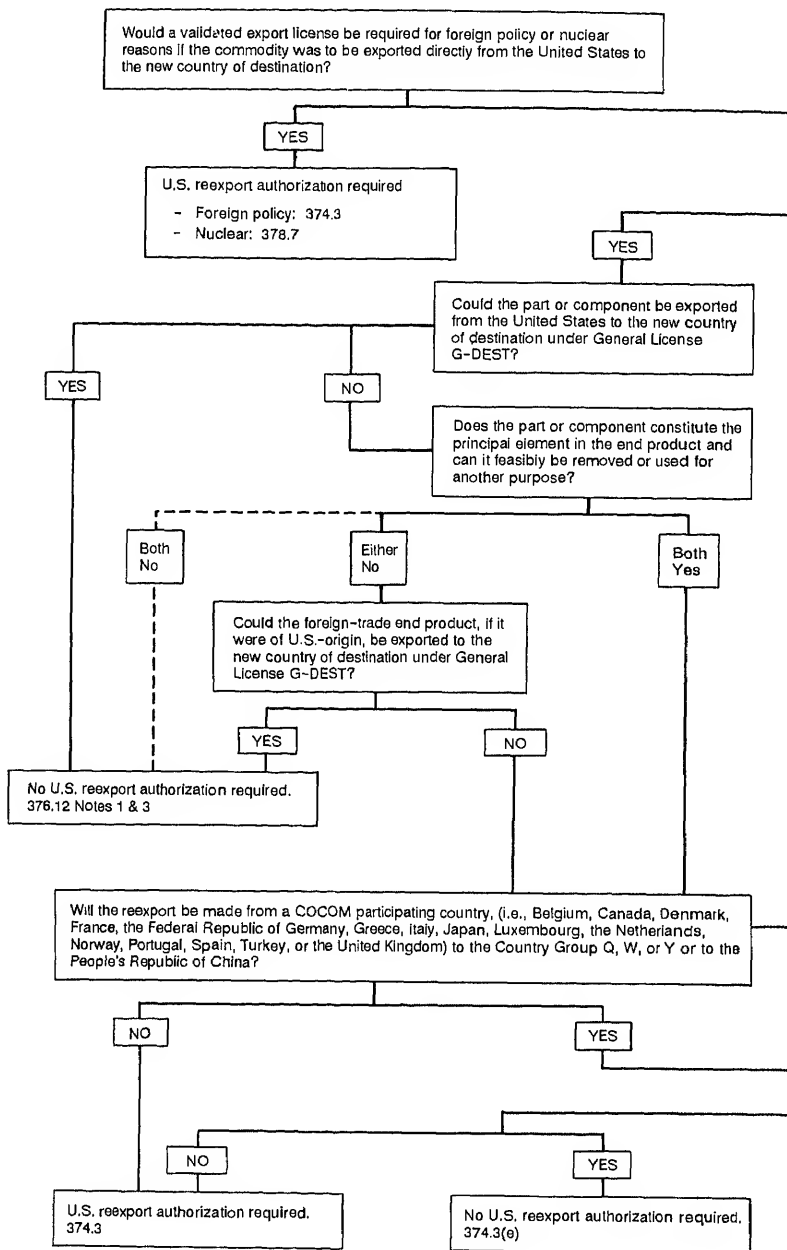 Would a validated export license be required for foreign policy or nuclear
reasons if the commodity was to be exported directly from the United States to
the new country of destination?
YES
U.S. reexport authorization required
- Foreign policy: 374.3
- Nuclear: 378.7
YES
Could the part or component be exported
from the United States to the new country
of destination under General License
G-DEST?
YES
NO
Does the part or component constitute the
principal element in the end product and
can it feasibly be removed or used for
another purpose?
Both
No
Either
No
Both
Yes
Could the foreign-trade end product, if it
were of U.S.-origin, be exported to the
new country of destination under General
License G-DEST?
YES
NO
No U.S. reexport authorization required.
376.12 Notes 1 & 3
Will the reexport be made from a COCOM participating country, (i.e., Belgium, Canada, Denmark,
France, the Federal Republic of Germany, Greece, Italy, Japan, Luxembourg, the Netherlands,
Norway, Portugal, Spain, Turkey, or the United Kingdom) to the Country Group Q, W, or Y or to the
People's Republic of China?
NO
YES
NO
YES
U.S. reexport authorization required.
374.3
No U.S. reexport authorization required.
374.3(e)